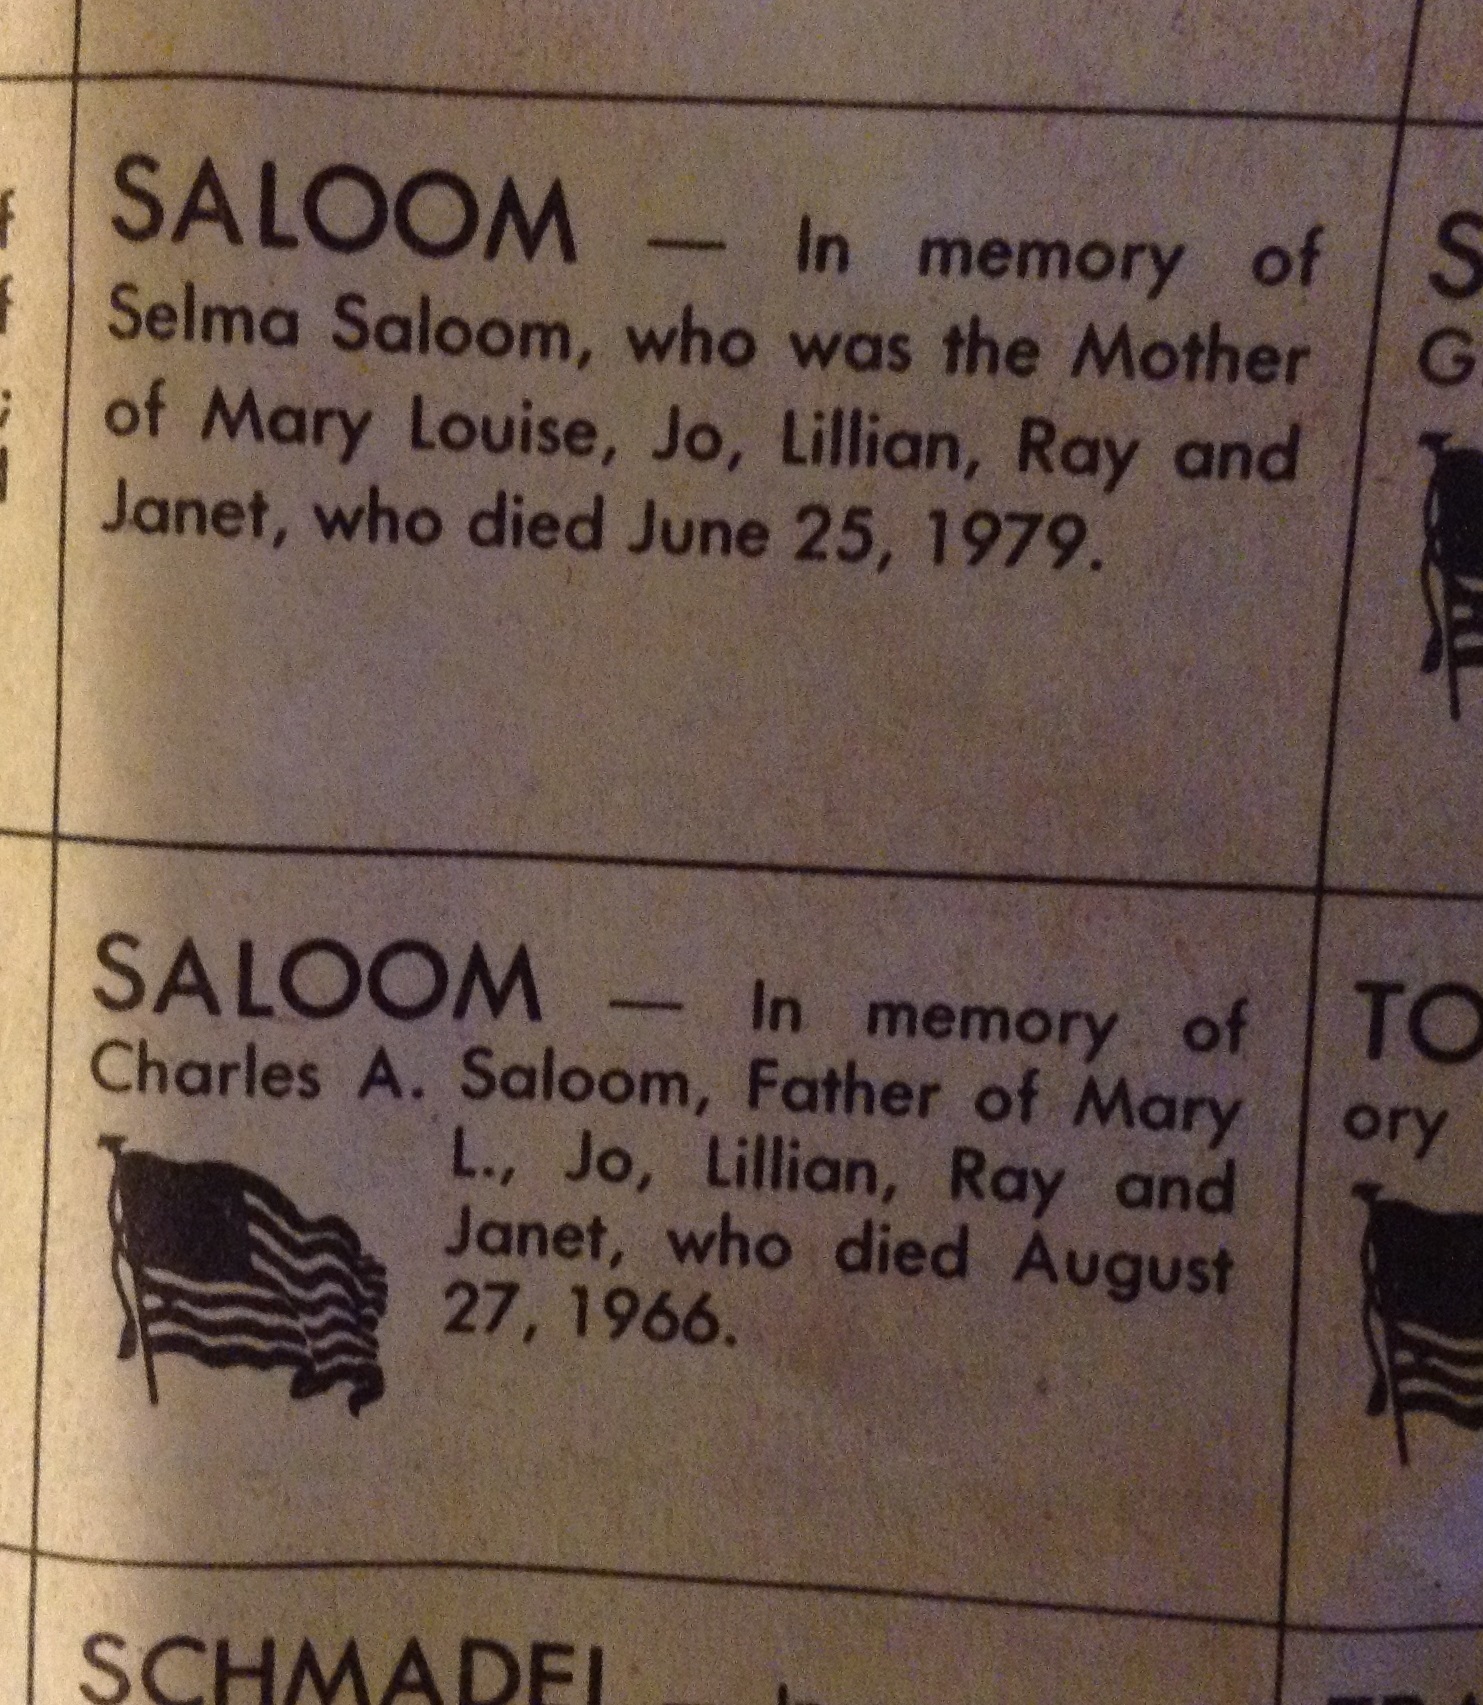 SALOOM — In memory of
Selma Saloom, who was the Mother
of Mary Louise, Jo, Lillian, Ray and
Janet, who died June 25, 1979.
SALOOM — In memory of
Charles A. Saloom, Father of Mary
L., Jo, Lillian, Ray and
Janet, who died August
27, 1966.
TO
ory
SCHMADEL — In